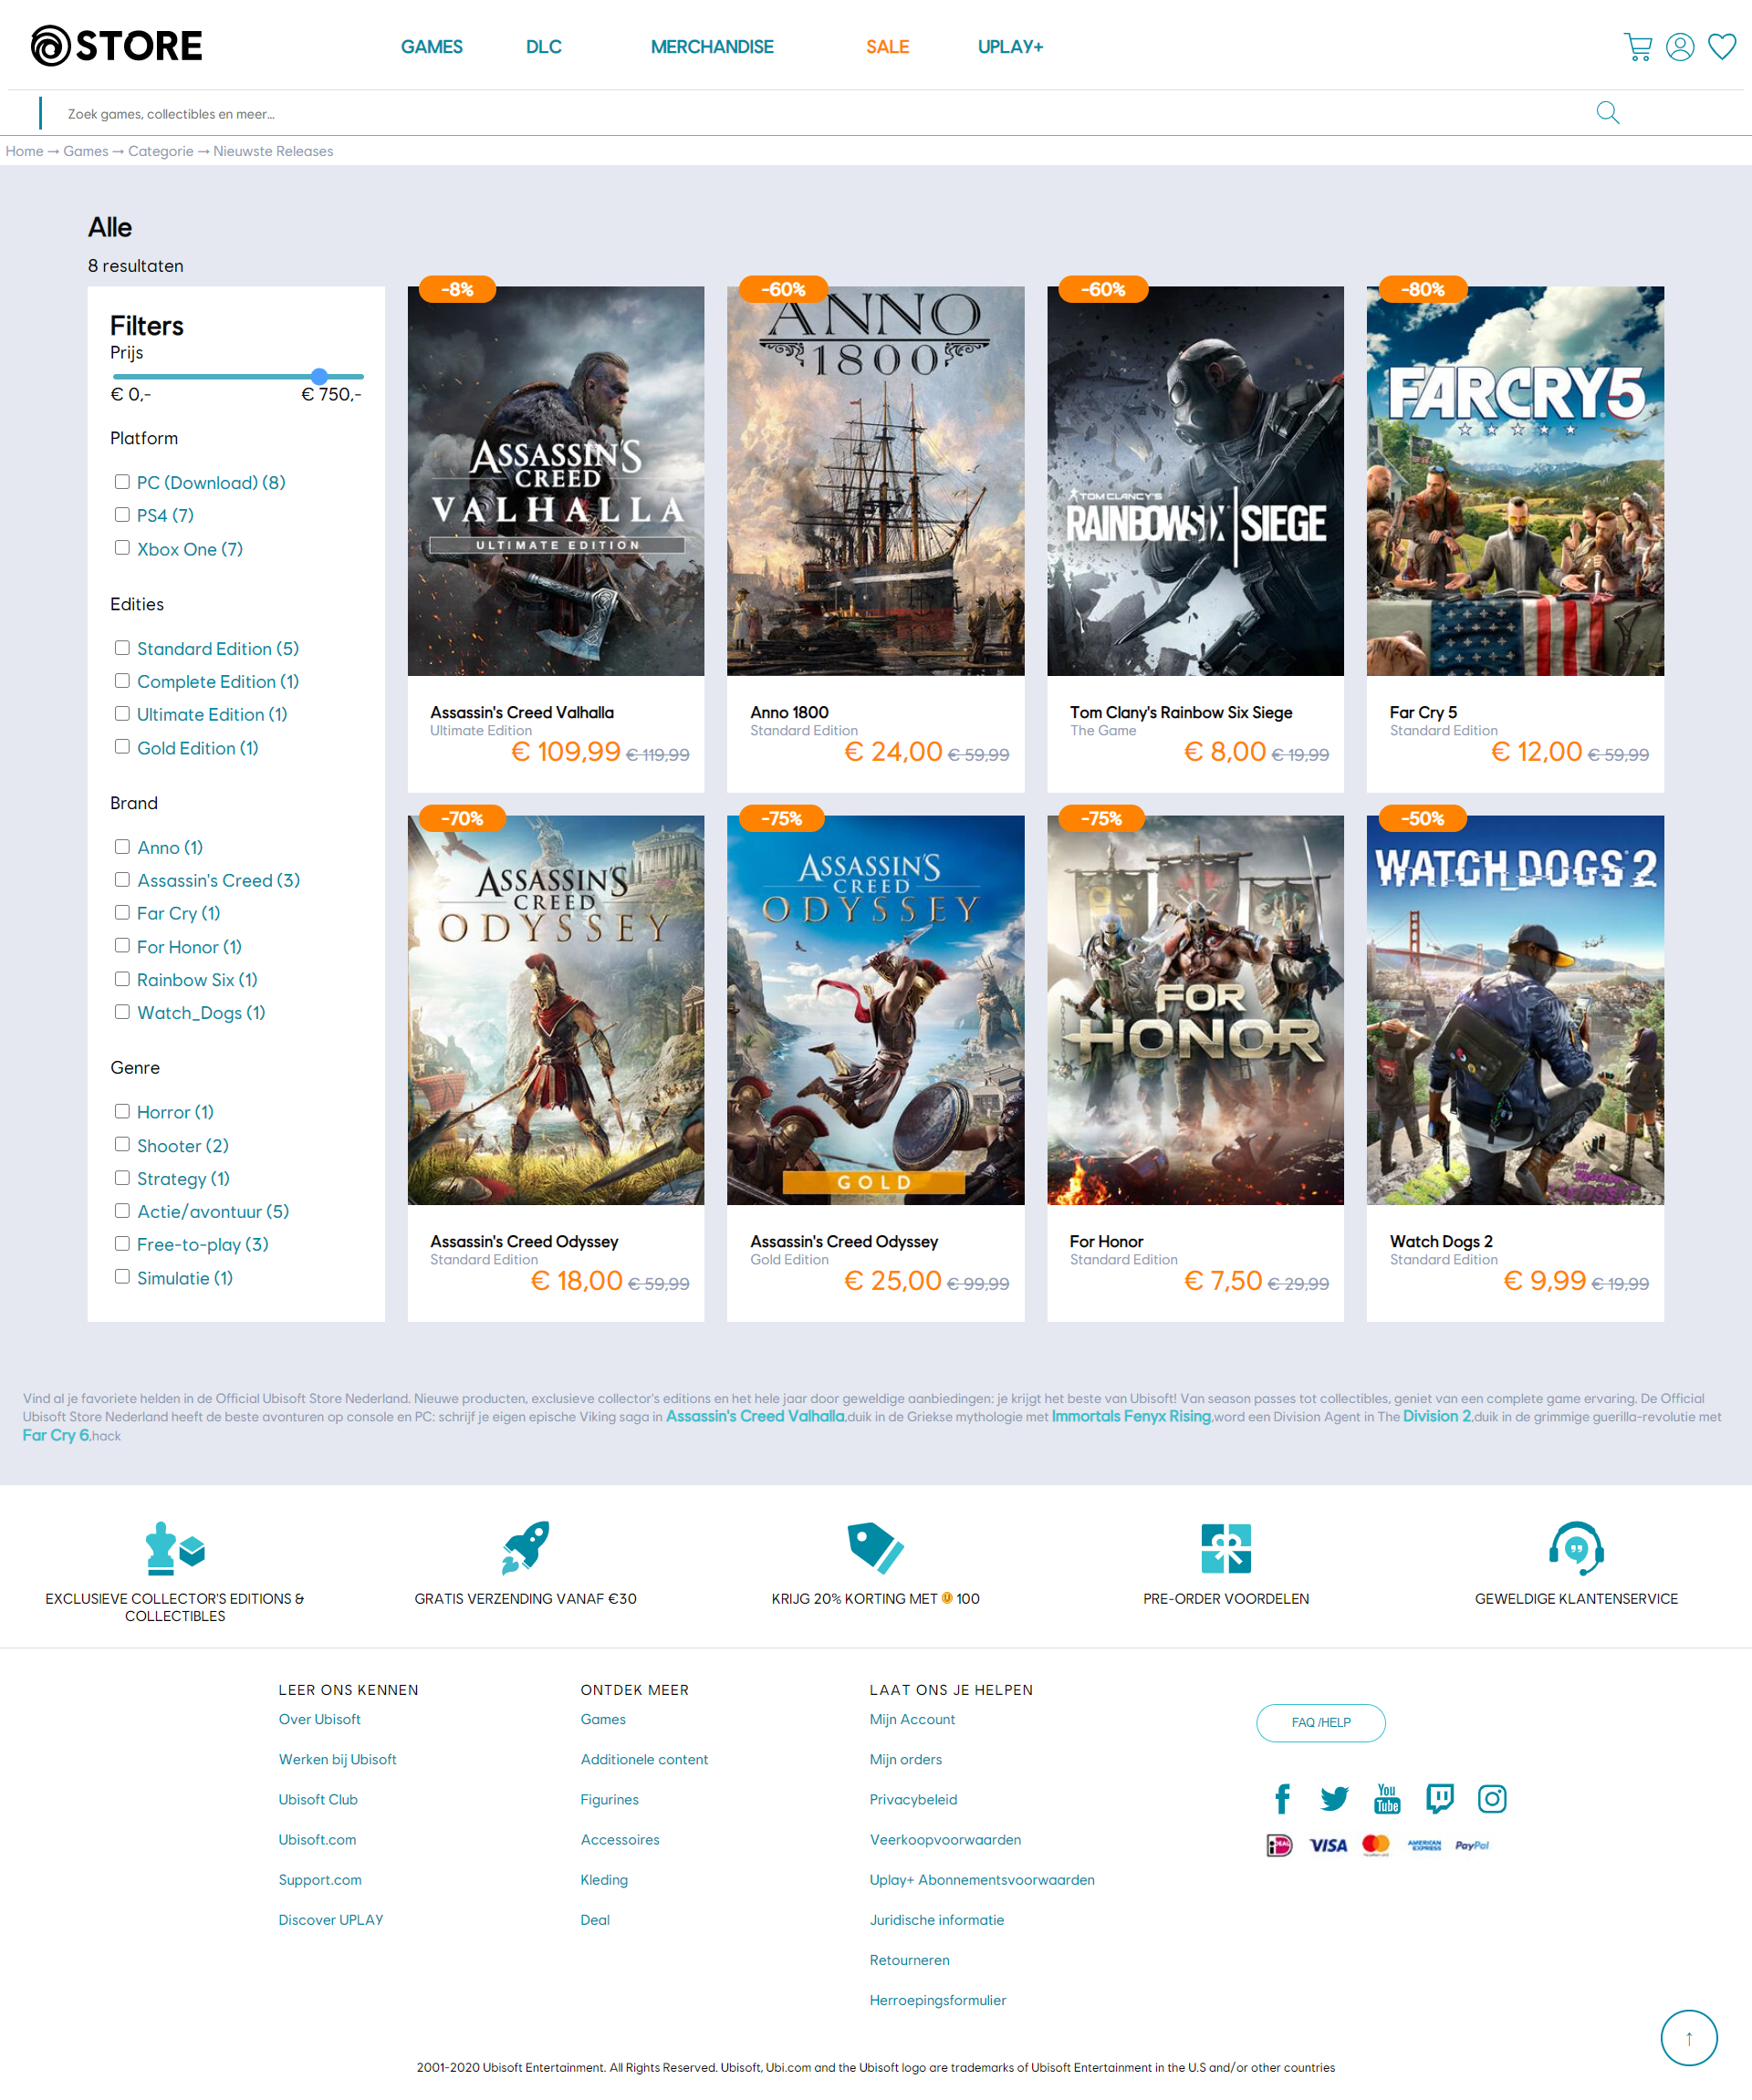 STORE
GAMES
DLC
MERCHANDISE
SALE
UPLAY+
Zoek games, collectibles en meer...
Home → Games → Categorie → Nieuwste Releases
Alle
8 resultaten
Filters
Prijs
€ 0,-
€ 750,-
Platform
PC (Download) (8)
PS4 (7)
Xbox One (7)
Edities
Standard Edition (5)
Complete Edition (1)
Ultimate Edition (1)
Gold Edition (1)
Brand
Anno (1)
Assassin's Creed (3)
Far Cry (1)
For Honor (1)
Rainbow Six (1)
Watch_Dogs (1)
Genre
Horror (1)
Shooter (2)
Strategy (1)
Actie/avontuur (5)
Free-to-play (3)
Simulatie (1)
-8%
ASSASSIN'S
CREED
VALHALLA
ULTIMATE EDITION
Assassin's Creed Valhalla
Ultimate Edition
€ 109,99 € 119,99
-60%
ANNO
1800
Anno 1800
Standard Edition
€ 24,00 € 59,99
-60%
TOM CLANCY'S
RAINBOW SIX SIEGE
Tom Clany's Rainbow Six Siege
The Game
€ 8,00 € 19,99
-80%
FARCRY 5
Far Cry 5
Standard Edition
€ 12,00 € 59,99
-70%
ASSASSIN'S
CREED
ODYSSEY
Assassin's Creed Odyssey
Standard Edition
€ 18,00 € 59,99
-75%
ASSASSIN'S
CREED
ODYSSEY
GOLD
Assassin's Creed Odyssey
Gold Edition
€ 25,00 € 99,99
-75%
FOR
HONOR
For Honor
Standard Edition
€ 7,50 € 29,99
-50%
WATCH_DOGS 2
Watch Dogs 2
Standard Edition
€ 9,99 € 19,99
Vind al je favoriete helden in de Official Ubisoft Store Nederland. Nieuwe producten, exclusieve collector's editions en het hele jaar door geweldige aanbiedingen: je krijgt het beste van Ubisoft! Van season passes tot collectibles, geniet van een complete game ervaring. De Official
Ubisoft Store Nederland heeft de beste avonturen op console en PC: schrijf je eigen epische Viking saga in Assassin's Creed Valhalla,duik in de Griekse mythologie met Immortals Fenyx Rising,word een Division Agent in The Division 2,duik in de grimmige guerilla-revolutie met
Far Cry 6,hack
EXCLUSIEVE COLLECTOR'S EDITIONS &
COLLECTIBLES
GRATIS VERZENDING VANAF €30
KRIJG 20% KORTING MET U 100
PRE-ORDER VOORDELEN
GEWELDIGE KLANTENSERVICE
LEER ONS KENNEN
Over Ubisoft
Werken bij Ubisoft
Ubisoft Club
Ubisoft.com
Support.com
Discover UPLAY
ONTDEK MEER
Games
Additionele content
Figurines
Accessoires
Kleding
Deal
LAAT ONS JE HELPEN
Mijn Account
Mijn orders
Privacybeleid
Veerkoopvoorwaarden
Uplay+ Abonnementsvoorwaarden
Juridische informatie
Retourneren
Herroepingsformulier
FAQ /HELP
You
Tube
iDEAL
VISA
AMERICAN
EXPRESS
PayPal
↑
2001-2020 Ubisoft Entertainment. All Rights Reserved. Ubisoft, Ubi.com and the Ubisoft logo are trademarks of Ubisoft Entertainment in the U.S and/or other countries